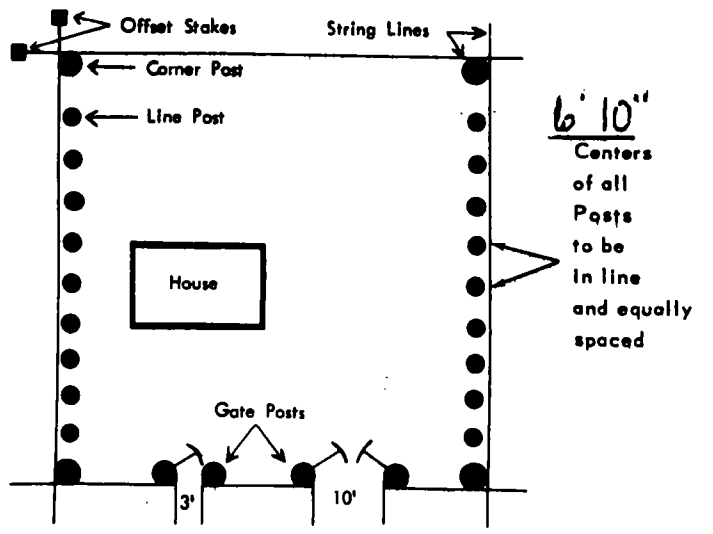 Offset Stakes
String Lines
Corner Post
Line Post
6' 10"
Centers
of all
Posts
to be
in line
and equally
spaced
House
Gate Posts
3'
10'